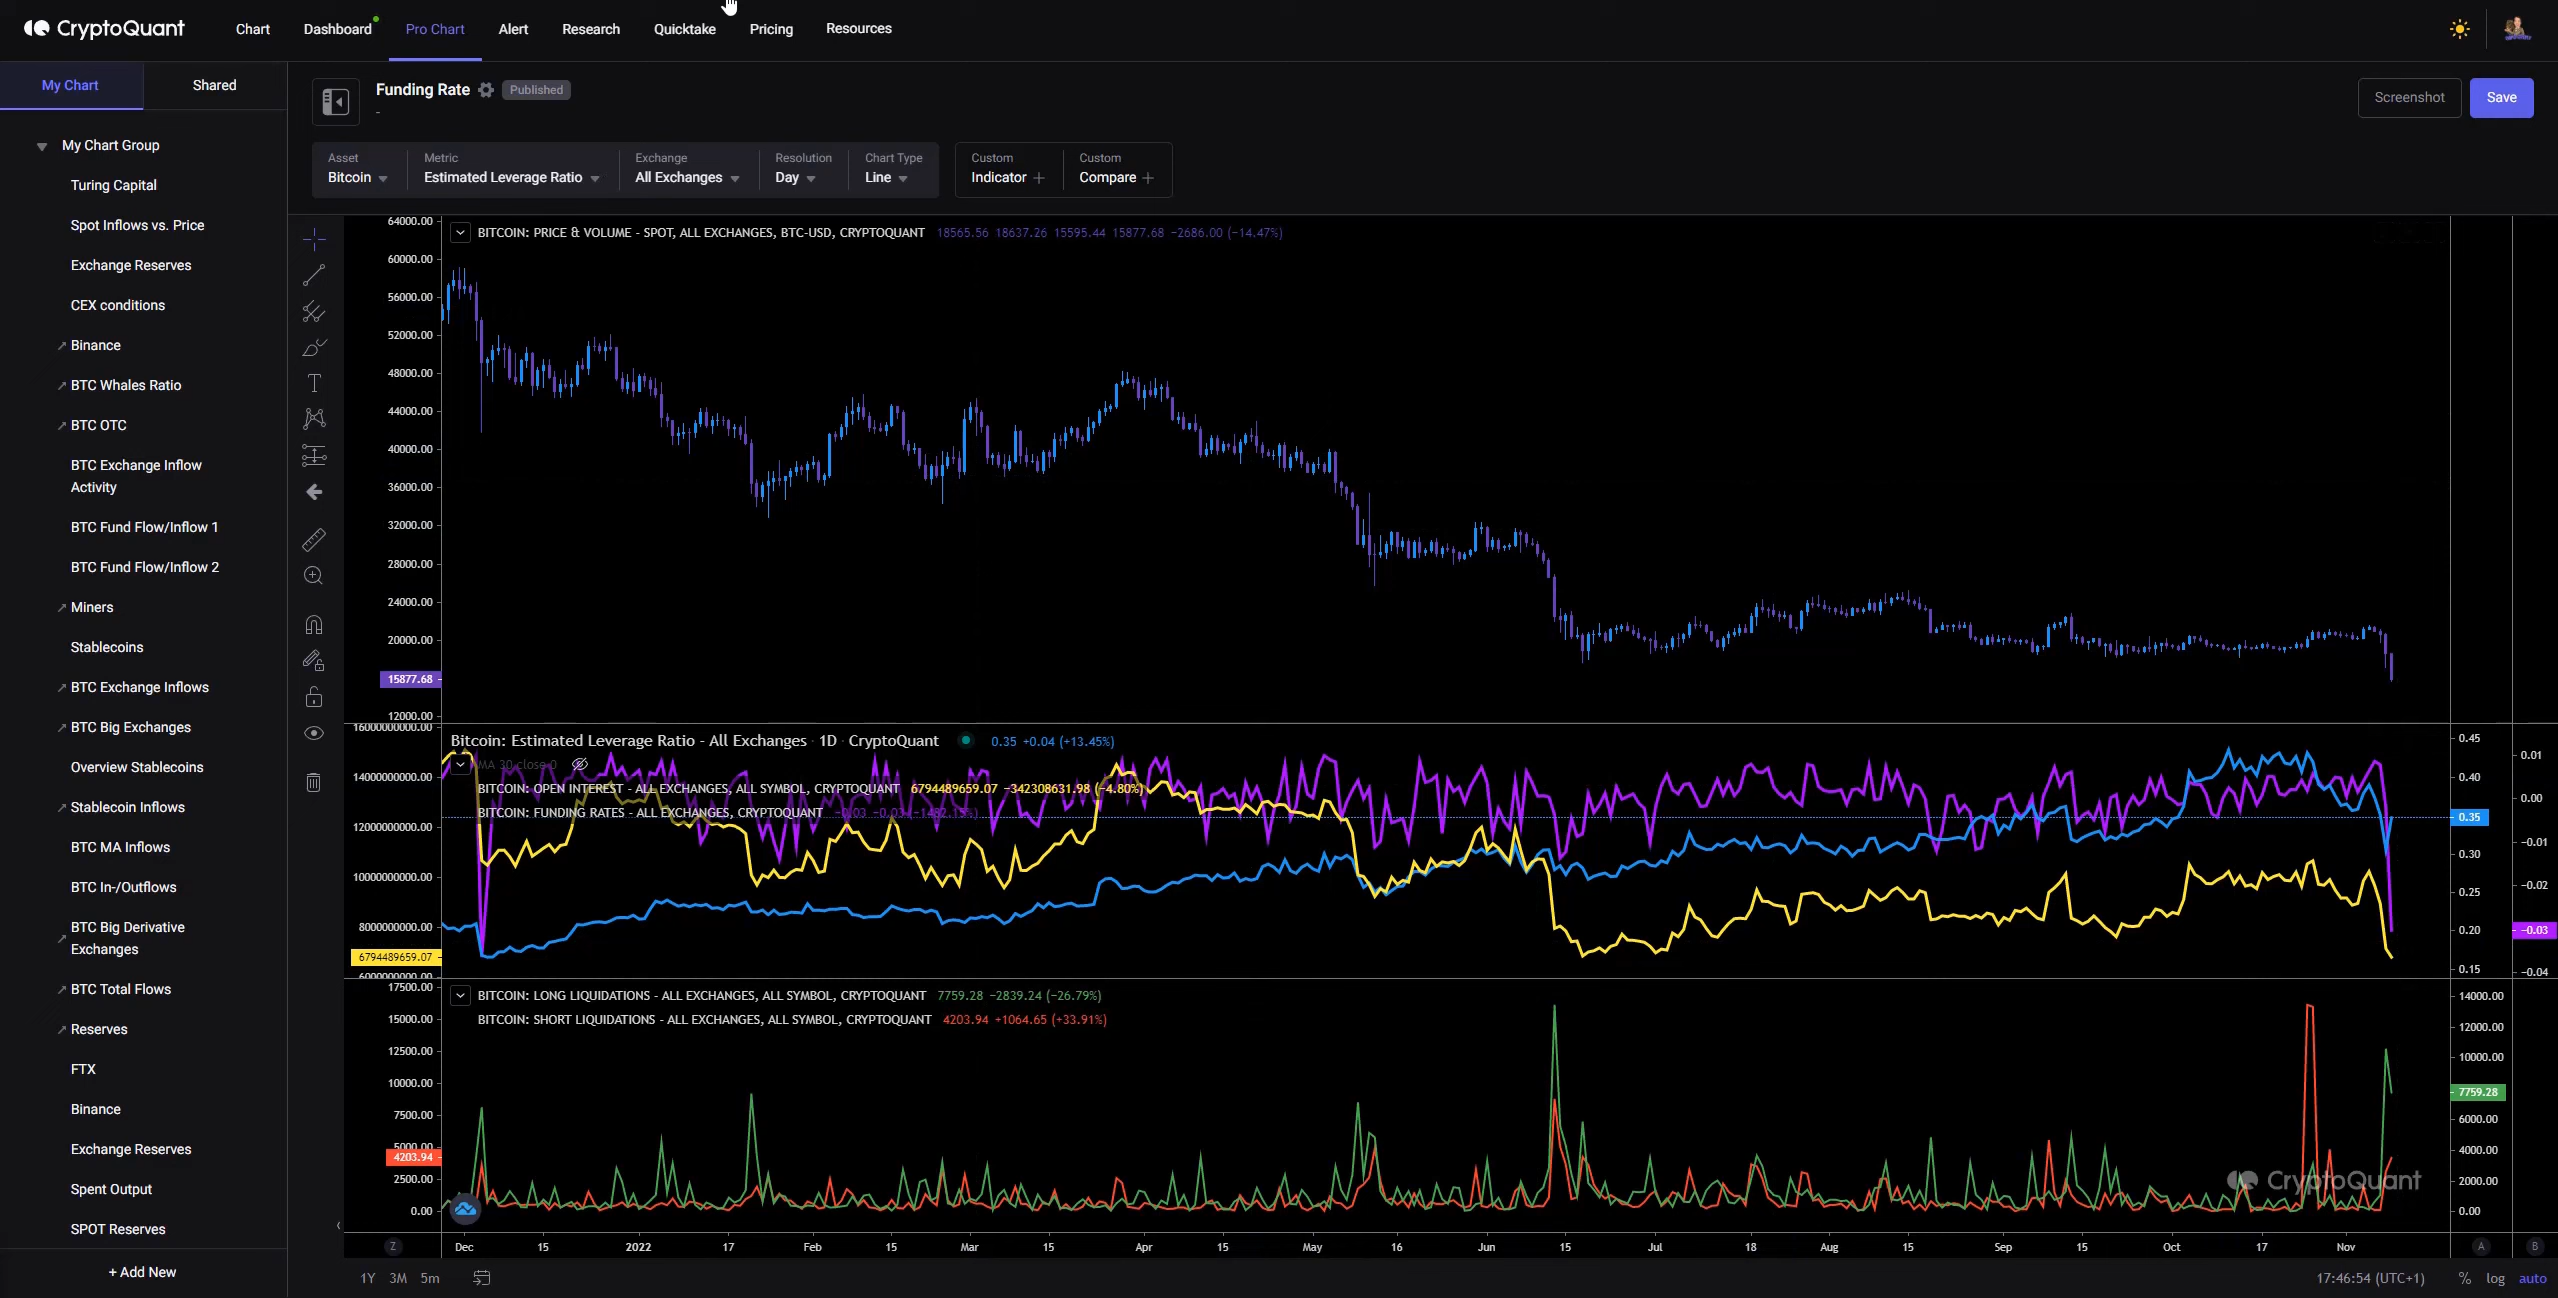 CryptoQuant
Chart Dashboard Pro Chart Alert Research Quicktake Pricing Resources
My Chart Shared
My Chart Group
Turing Capital
Spot Inflows vs. Price
Exchange Reserves
CEX conditions
Binance
BTC Whales Ratio
BTC OTC
BTC Exchange Inflow
Activity
BTC Fund Flow/Inflow 1
BTC Fund Flow/Inflow 2
Miners
Stablecoins
BTC Exchange Inflows
BTC Big Exchanges
Overview Stablecoins
Stablecoin Inflows
BTC MA Inflows
BTC In-/Outflows
BTC Big Derivative
Exchanges
BTC Total Flows
Reserves
FTX
Binance
Exchange Reserves
Spent Output
SPOT Reserves
+ Add New
Funding Rate Published
-
Screenshot Save
Asset Metric Exchange Resolution Chart Type Custom Custom
Bitcoin Estimated Leverage Ratio All Exchanges Day Line Indicator + Compare +
BITCOIN: PRICE & VOLUME - SPOT, ALL EXCHANGES, BTC-USD, CRYPTOQUANT 18565.56 18637.26 15595.44 15877.68 -2686.00 (-14.47%)
64000.00
60000.00
56000.00
52000.00
48000.00
44000.00
40000.00
36000.00
32000.00
28000.00
24000.00
20000.00
15877.68
12000.00
Bitcoin: Estimated Leverage Ratio - All Exchanges · 1D · CryptoQuant 0.35 +0.04 (+13.45%)
MA 30 close 0
BITCOIN: OPEN INTEREST - ALL EXCHANGES, ALL SYMBOL, CRYPTOQUANT 6794489659.07 -342308631.98 (-4.80%)
BITCOIN: FUNDING RATES - ALL EXCHANGES, CRYPTOQUANT -0.03 -0.03
16000000000.00
14000000000.00
12000000000.00
10000000000.00
8000000000.00
6794489659.07
6000000000.00
0.45
0.40
0.35
0.30
0.25
0.20
0.15
0.01
0.00
-0.01
-0.02
-0.03
-0.04
BITCOIN: LONG LIQUIDATIONS - ALL EXCHANGES, ALL SYMBOL, CRYPTOQUANT 7759.28 -2839.24 (-26.79%)
BITCOIN: SHORT LIQUIDATIONS - ALL EXCHANGES, ALL SYMBOL, CRYPTOQUANT 4203.94 +1064.65 (+33.91%)
17500.00
15000.00
12500.00
10000.00
7500.00
5000.00
4203.94
2500.00
0.00
14000.00
12000.00
10000.00
7759.28
6000.00
4000.00
2000.00
0.00
CryptoQuant
Z Dec 15 2022 17 Feb 15 Mar 15 Apr 15 May 16 Jun 15 Jul 18 Aug 15 Sep 15 Oct 17 Nov A B
1Y 3M 5m 17:46:54 (UTC+1) % log auto